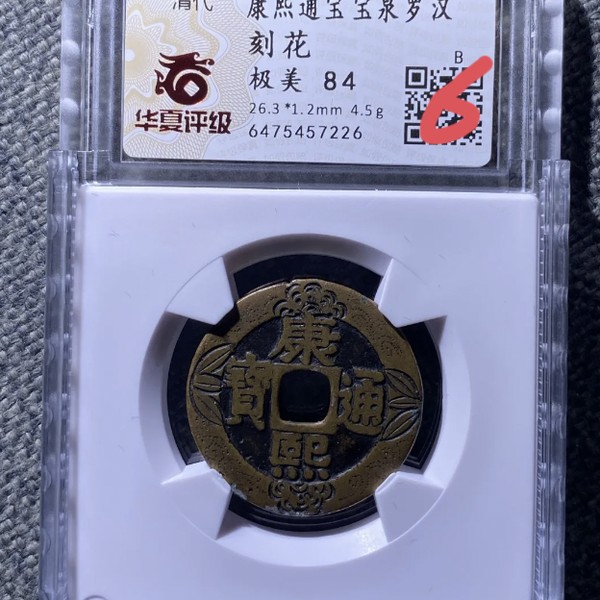 清代
康熙通宝宝泉罗汉
刻花
极美 84
B
26.3*1.2mm 4.5g
6475457226
华夏评级
6
康
寶 通
熙